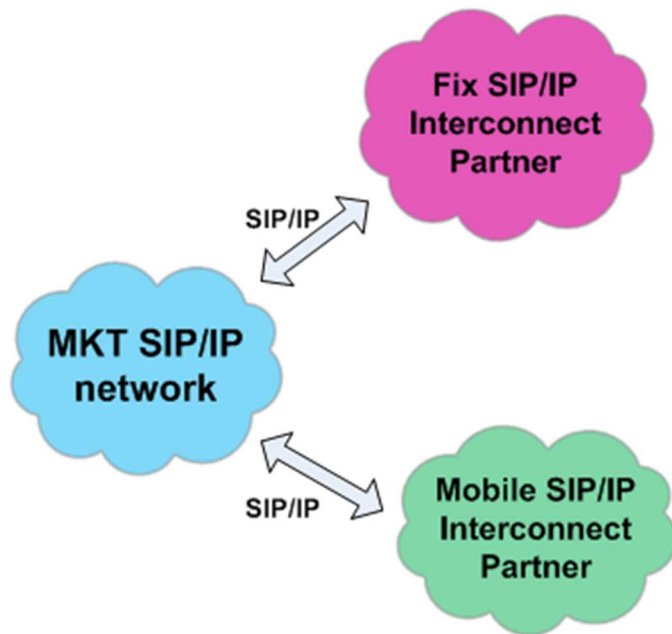 Fix SIP/IP
Interconnect
Partner
SIP/IP
MKT SIP/IP
network
SIP/IP
Mobile SIP/IP
Interconnect
Partner